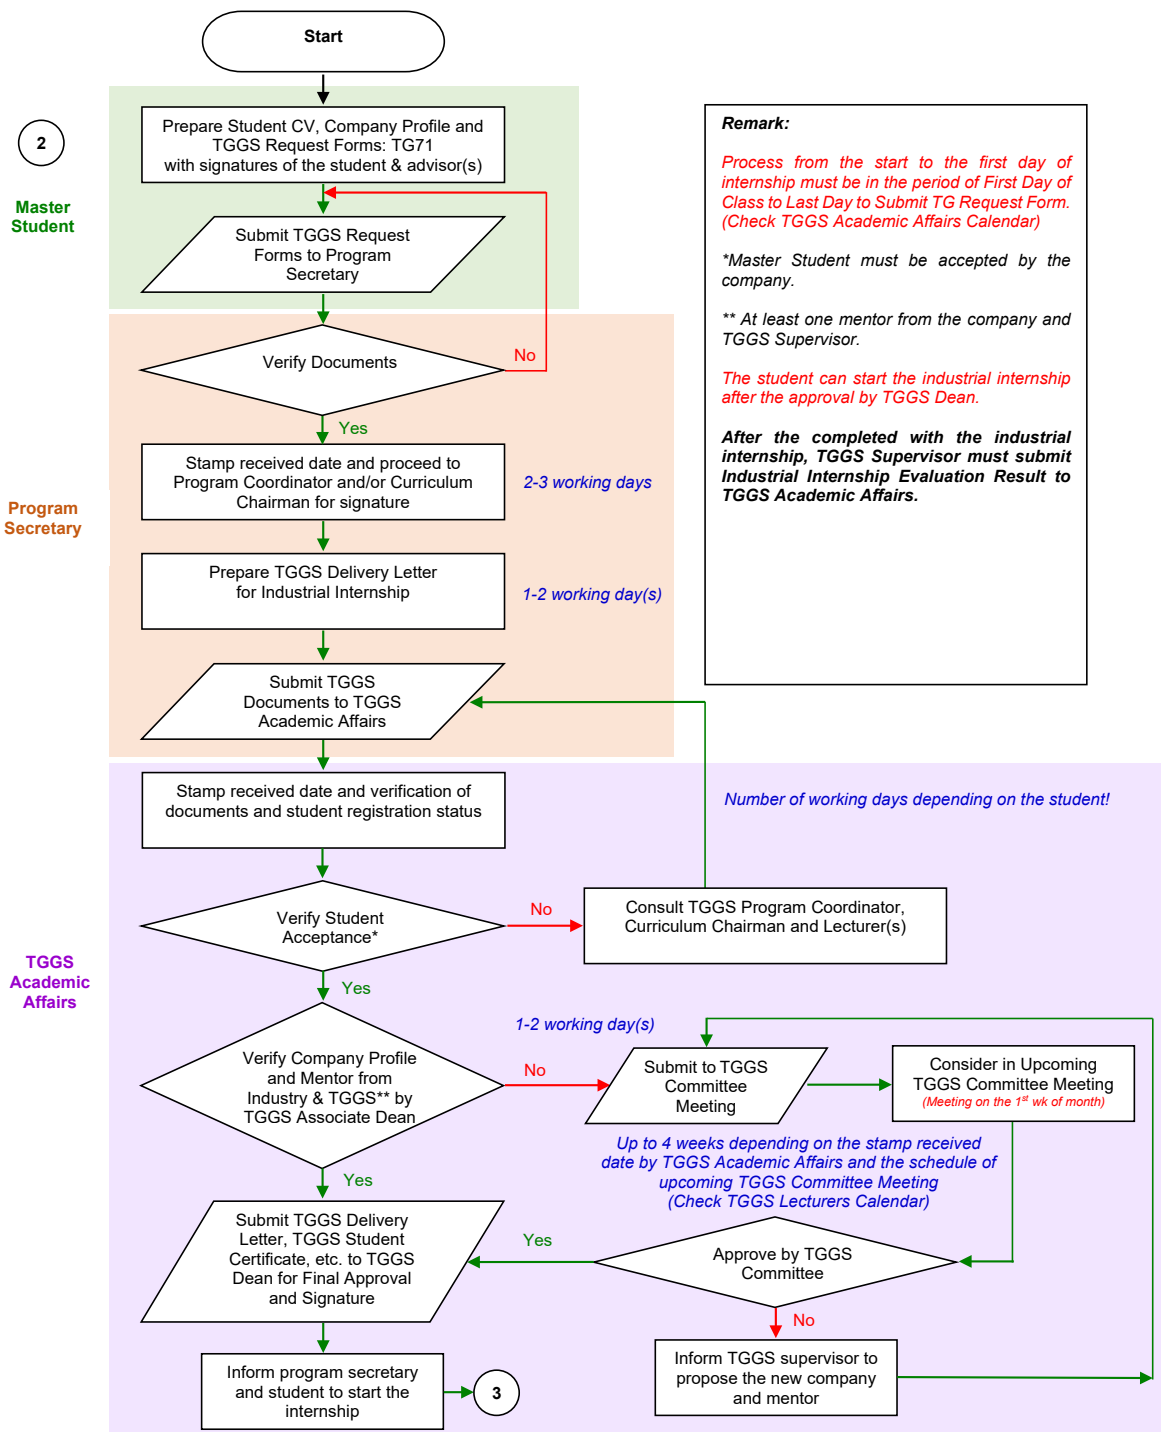 Start
2
Master
Student
Prepare Student CV, Company Profile and
TGGS Request Forms: TG71
with signatures of the student & advisor(s)
Submit TGGS Request
Forms to Program
Secretary
Remark:
Process from the start to the first day of
internship must be in the period of First Day of
Class to Last Day to Submit TG Request Form.
(Check TGGS Academic Affairs Calendar)
*Master Student must be accepted by the
company.
** At least one mentor from the company and
TGGS Supervisor.
The student can start the industrial internship
after the approval by TGGS Dean.
After the completed with the industrial
internship, TGGS Supervisor must submit
Industrial Internship Evaluation Result to
TGGS Academic Affairs.
Program
Secretary
Verify Documents
No
Yes
Stamp received date and proceed to
Program Coordinator and/or Curriculum
Chairman for signature
2-3 working days
Prepare TGGS Delivery Letter
for Industrial Internship
1-2 working day(s)
Submit TGGS
Documents to TGGS
Academic Affairs
TGGS
Academic
Affairs
Stamp received date and verification of
documents and student registration status
Number of working days depending on the student!
Verify Student
Acceptance*
No
Consult TGGS Program Coordinator,
Curriculum Chairman and Lecturer(s)
Yes
1-2 working day(s)
Verify Company Profile
and Mentor from
Industry & TGGS** by
TGGS Associate Dean
No
Submit to TGGS
Committee
Meeting
Consider in Upcoming
TGGS Committee Meeting
(Meeting on the 1st wk of month)
Up to 4 weeks depending on the stamp received
date by TGGS Academic Affairs and the schedule of
upcoming TGGS Committee Meeting
(Check TGGS Lecturers Calendar)
Yes
Submit TGGS Delivery
Letter, TGGS Student
Certificate, etc. to TGGS
Dean for Final Approval
and Signature
Yes
Approve by TGGS
Committee
No
Inform TGGS supervisor to
propose the new company
and mentor
Inform program secretary
and student to start the
internship
3